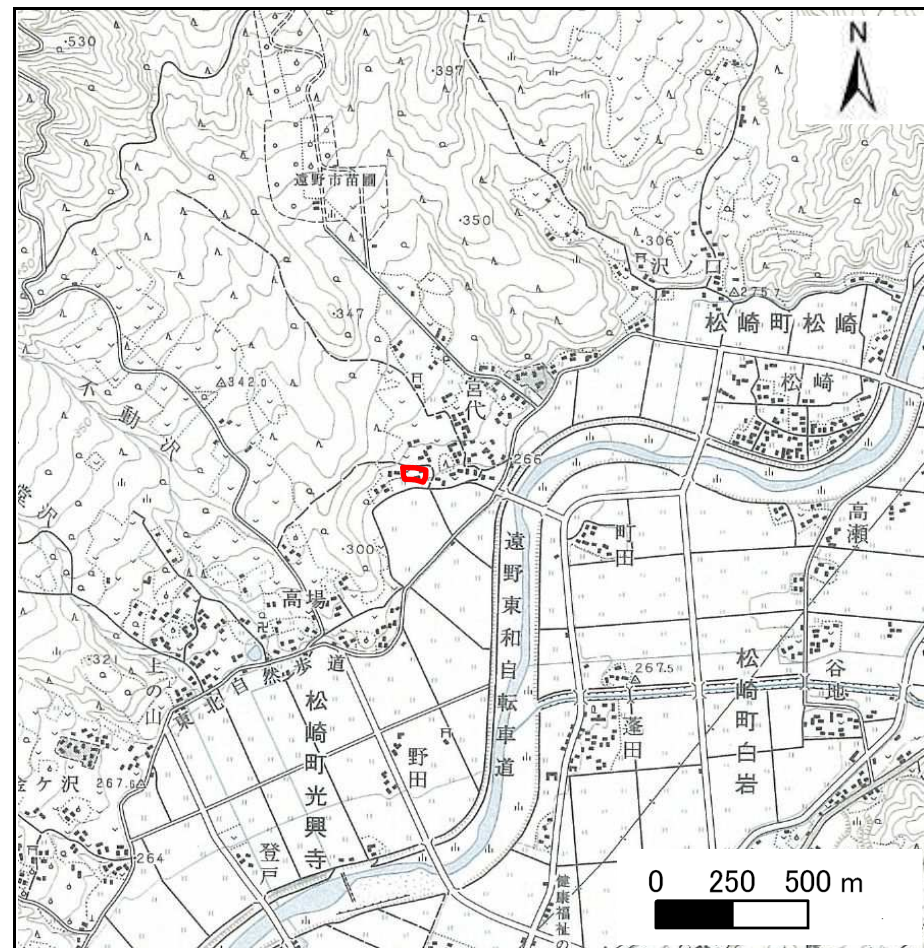 N
・530
・397
遠野市苗圃
・350
・306
沢ノ口
275.7
松崎町松崎
・347
松崎
宮代
342.0
不動沢
266
高瀬
町田
遠野東和自転車道
・300
高場
・321
上の山
東北自然歩道
267.5
松崎町白岩
谷地
蓬田
松崎町光興寺
野田
金ケ沢
267.0
264
登戸
健康福祉の
0 250 500 m